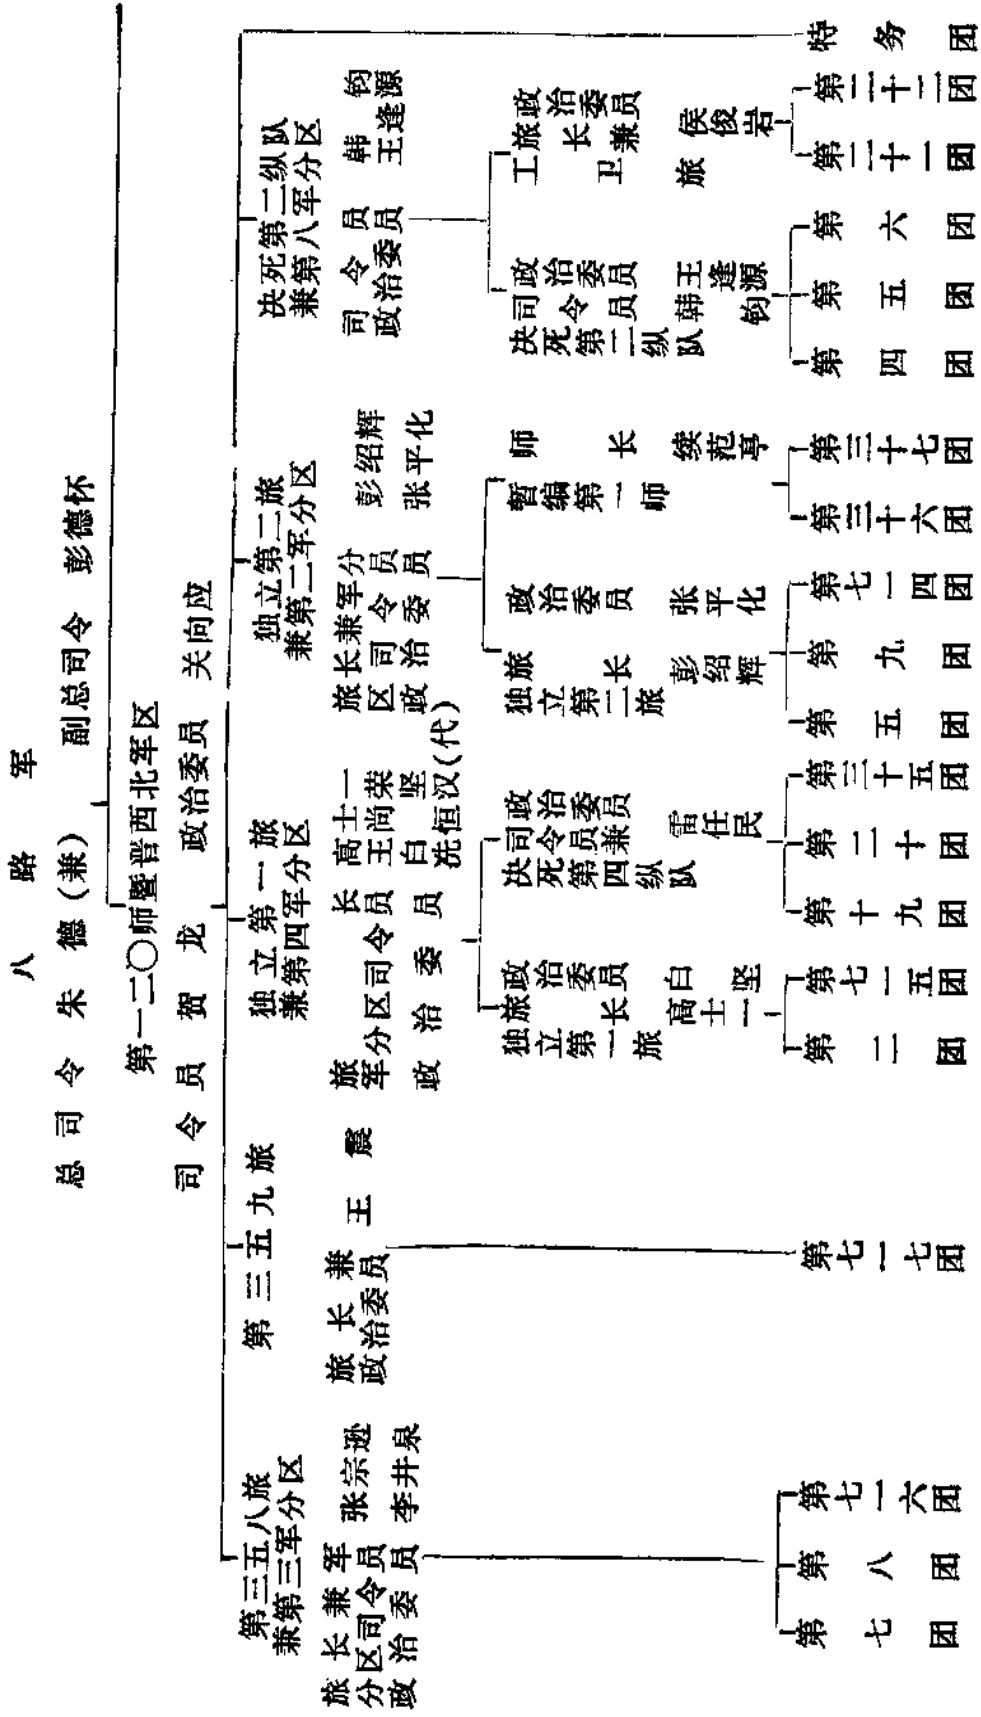 八路军
总司令 朱德(兼) 副总司令 彭德怀
第一二〇师暨晋西北军区
司令员 贺龙 政治委员 关向应
第三五八旅
兼第三军分区
旅长兼军
分区司令员 张宗逊
政治委员 李井泉
第七团
第八团
第七一六团
第三五九旅
旅长兼
政治委员 王震
第七一七团
独立第一旅
兼第四军分区
旅长 高士一
军分区司令员 王尚荣
政治委员 白坚
冼恒汉(代)
独立第一旅
旅长 高士一
政治委员 白坚
第二团
第七一五团
决死第四纵队
司令员兼
政治委员 雷任民
第十九团
第二十团
第三十五团
独立第二旅
兼第二军分区
旅长兼军分
区司令员 彭绍辉
政治委员 张平化
独立第二旅
旅长 彭绍辉
政治委员 张平化
第五团
第九团
第七一四团
暂编第一师
师长 续范亭
第三十六团
第三十七团
决死第二纵队
兼第八军分区
司令员 韩钧
政治委员 王逢源
决死第二纵队
司令员 韩钧
政治委员 王逢源
第四团
第五团
第六团
工卫旅
旅长兼
政治委员 侯俊岩
第二十一团
第二十二团
特务团